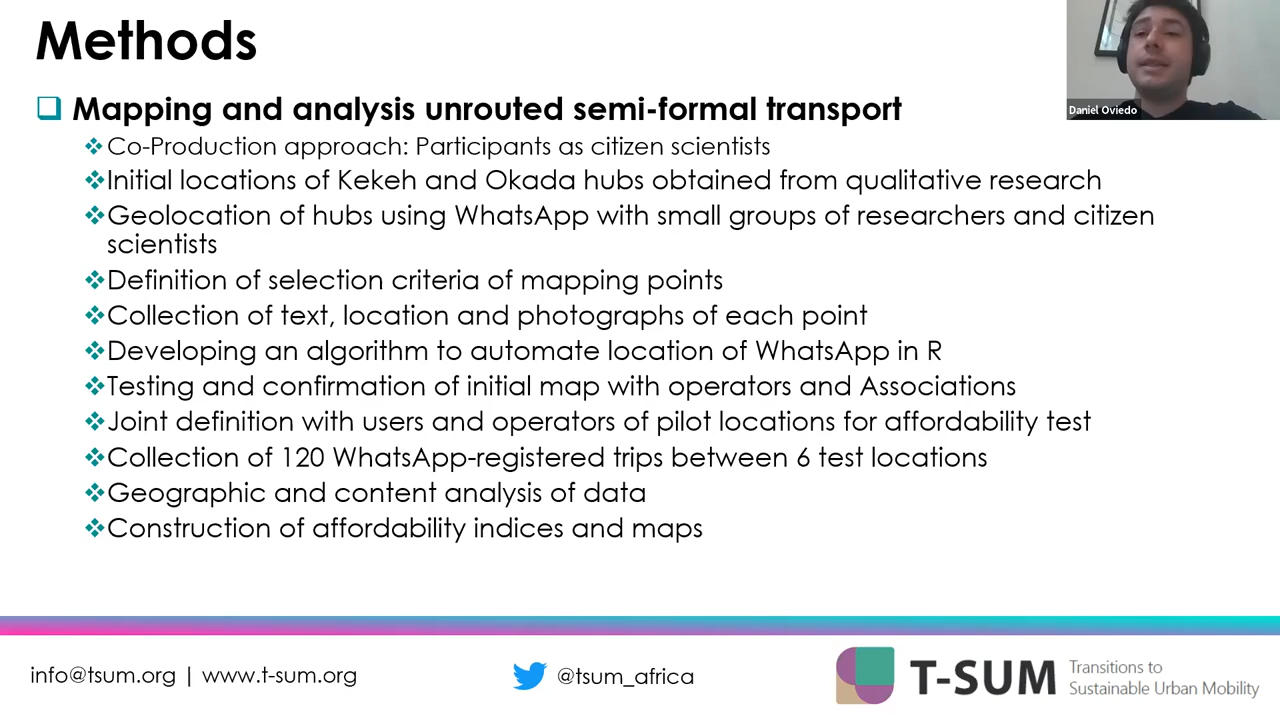 Methods
Daniel Oviedo
Mapping and analysis unrouted semi-formal transport
Co-Production approach: Participants as citizen scientists
Initial locations of Kekeh and Okada hubs obtained from qualitative research
Geolocation of hubs using WhatsApp with small groups of researchers and citizen
scientists
Definition of selection criteria of mapping points
Collection of text, location and photographs of each point
Developing an algorithm to automate location of WhatsApp in R
Testing and confirmation of initial map with operators and Associations
Joint definition with users and operators of pilot locations for affordability test
Collection of 120 WhatsApp-registered trips between 6 test locations
Geographic and content analysis of data
Construction of affordability indices and maps
info@tsum.org | www.t-sum.org
@tsum_africa
T-SUM
Transitions to
Sustainable Urban Mobility